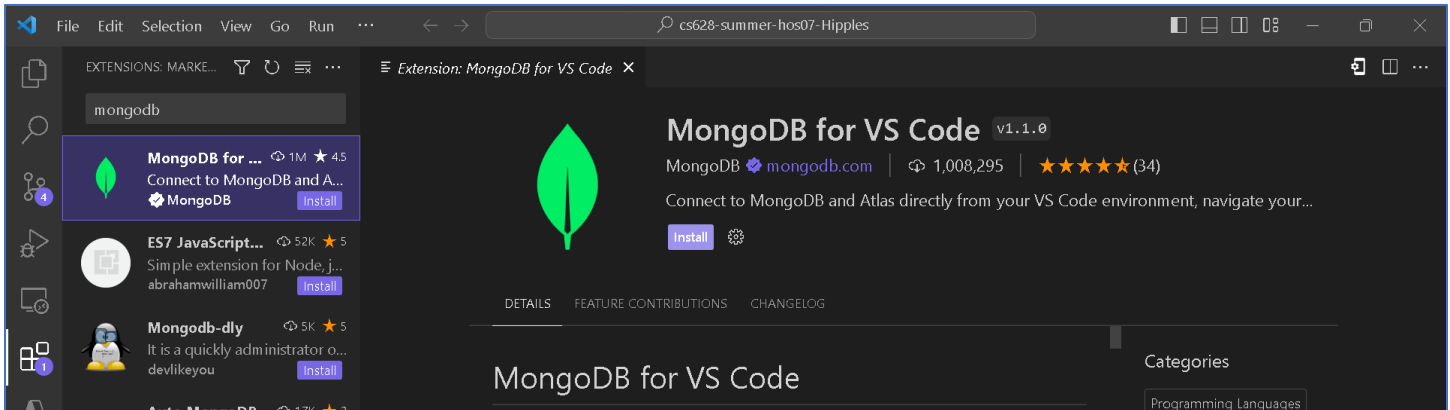 File Edit Selection View Go Run ··· cs628-summer-hos07-Hipples
EXTENSIONS: MARKE... ···
mongodb
MongoDB for ... 1M ★ 4.5
Connect to MongoDB and A...
MongoDB Install
ES7 JavaScript... 52K ★ 5
Simple extension for Node, j...
abrahamwilliam007 Install
Mongodb-dly 5K ★ 5
It is a quickly administrator o...
devlikeyou Install
4
1
Extension: MongoDB for VS Code ✕ ···
MongoDB for VS Code v1.1.0
MongoDB mongodb.com | 1,008,295 | ★★★★★(34)
Connect to MongoDB and Atlas directly from your VS Code environment, navigate your...
Install
DETAILS FEATURE CONTRIBUTIONS CHANGELOG
MongoDB for VS Code
Categories
Programming Languages